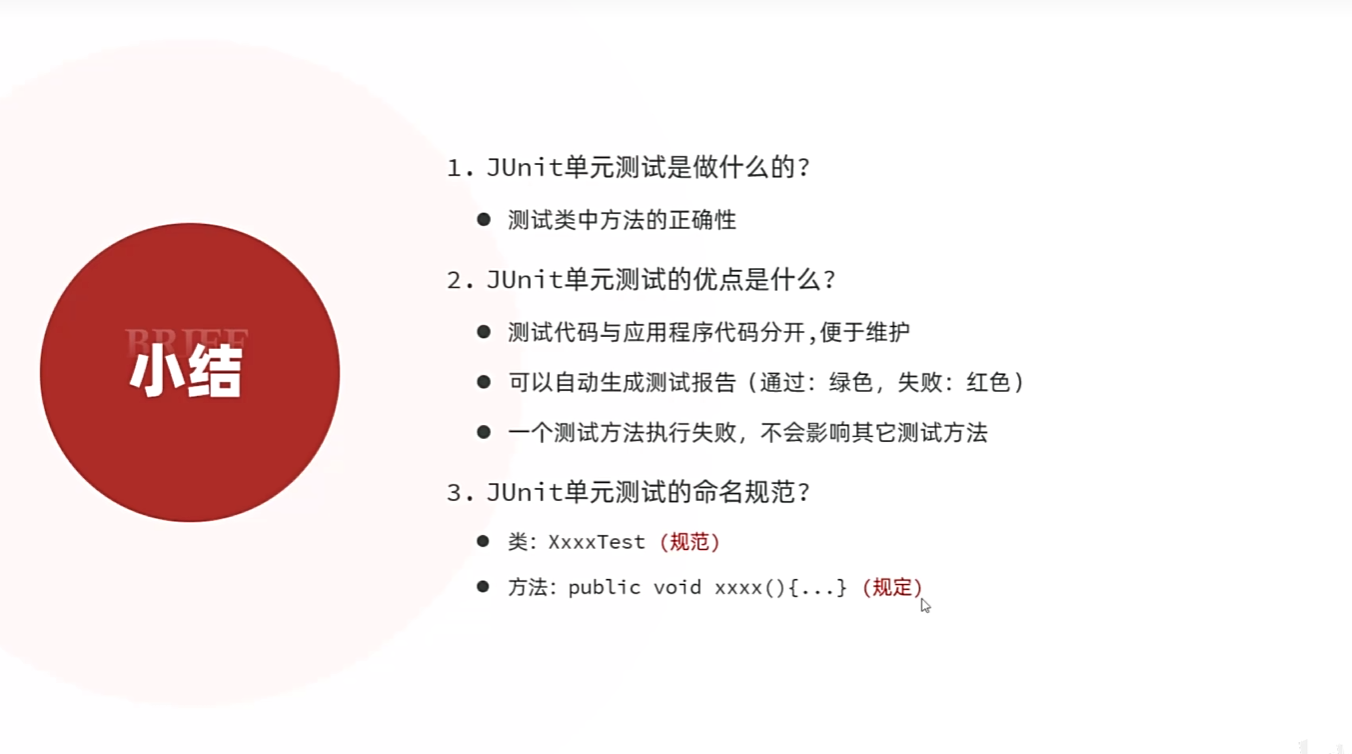 BRIEF
小结
1. JUnit单元测试是做什么的?
● 测试类中方法的正确性
2. JUnit单元测试的优点是什么?
● 测试代码与应用程序代码分开,便于维护
● 可以自动生成测试报告(通过: 绿色, 失败: 红色)
● 一个测试方法执行失败, 不会影响其它测试方法
3. JUnit单元测试的命名规范?
● 类: XxxxTest (规范)
● 方法: public void xxxx(){...} (规定)